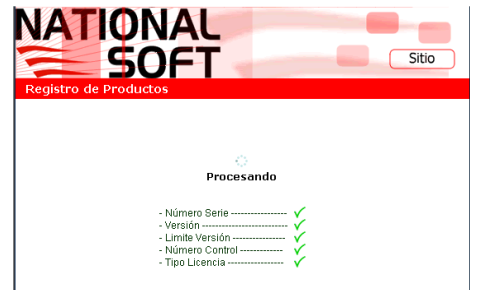 NATIONAL
SOFT
Sitio
Registro de Productos
Procesando
- Número Serie -----------------
- Versión --------------------------
- Limite Versión ----------------
- Número Control -------------
- Tipo Licencia -----------------